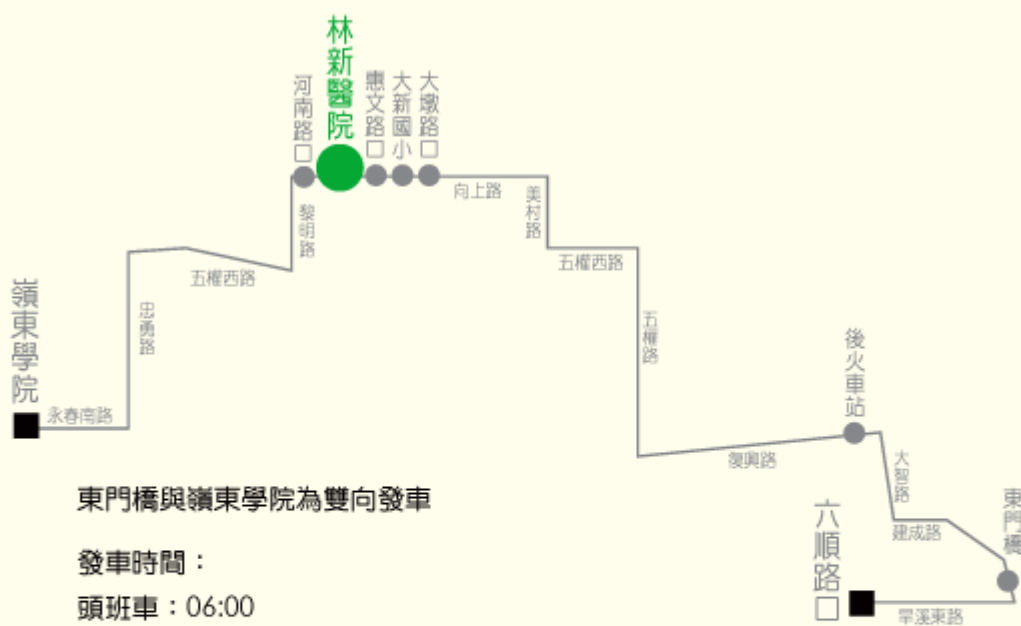 林新醫院
河南路口
惠文路口
大新國小
大墩路口
向上路
美村路
黎明路
五權西路
五權西路
忠勇路
嶺東學院
永春南路
五權路
後火車站
復興路
大智路
建成路
東門橋
六順路口
旱溪東路
東門橋與嶺東學院為雙向發車
發車時間：
頭班車：06:00